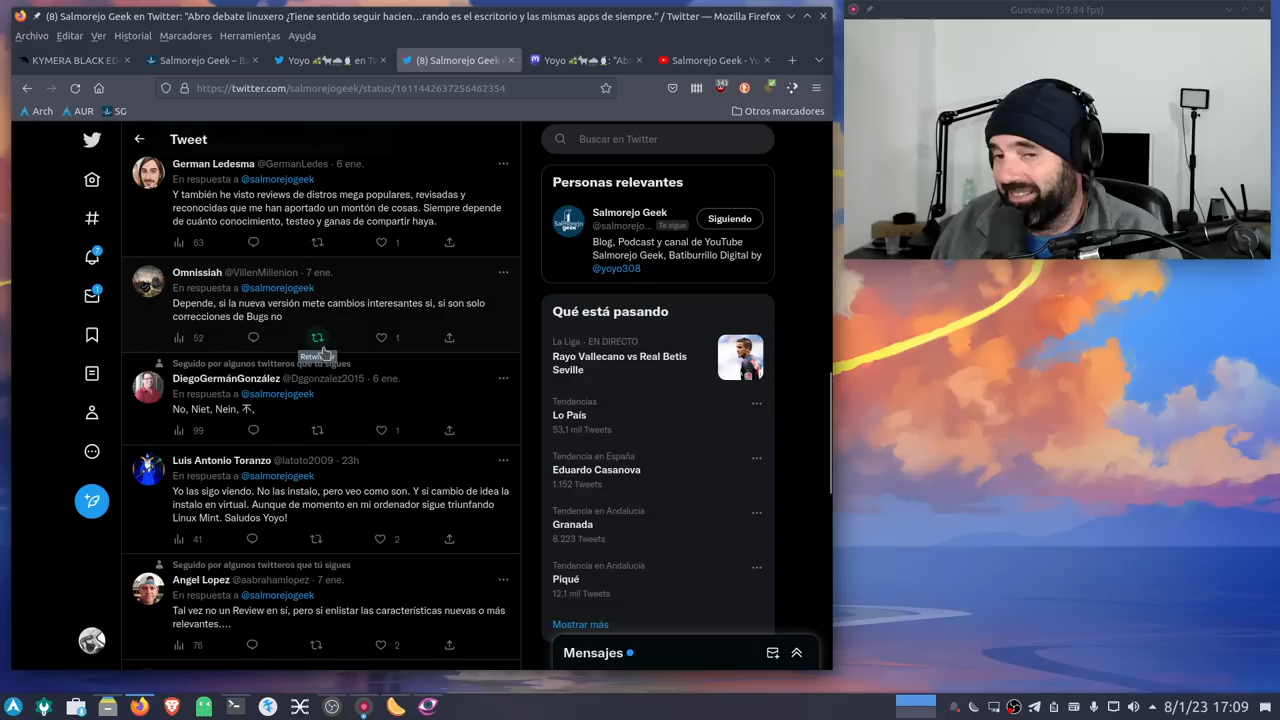 (8) Salmorejo Geek en Twitter: "Abro debate linuxero ¿Tiene sentido seguir hacien...rando es el escritorio y las mismas apps de siempre." / Twitter — Mozilla Firefox
Archivo Editar Ver Historial Marcadores Herramientas Ayuda
KYMERA BLACK EDI
Salmorejo Geek – Ba
Yoyo en Tw
(8) Salmorejo Geek
Yoyo : "Abr
Salmorejo Geek - Yo
https://twitter.com/salmorejogeek/status/1611442637256462354
343
Arch AUR SG
Otros marcadores
Tweet
German Ledesma @GermanLedes · 6 ene.
En respuesta a @salmorejogeek
Y también he visto reviews de distros mega populares, revisadas y
reconocidas que me han aportado un montón de cosas. Siempre depende
de cuánto conocimiento, testeo y ganas de compartir haya.
63 1
Omnissiah @VillenMillenion · 7 ene.
En respuesta a @salmorejogeek
Depende, si la nueva versión mete cambios interesantes si, si son solo
correcciones de Bugs no
52 1
Seguido por algunos twitteros que tú sigues
DiegoGermánGonzález @Dggonzalez2015 · 6 ene.
En respuesta a @salmorejogeek
No, Niet, Nein, 不,
99 1
Luis Antonio Toranzo @latoto2009 · 23h
En respuesta a @salmorejogeek
Yo las sigo viendo. No las instalo, pero veo como son. Y si cambio de idea la
instalo en virtual. Aunque de momento en mi ordenador sigue triunfando
Linux Mint. Saludos Yoyo!
41 2
Seguido por algunos twitteros que tú sigues
Angel Lopez @aabrahamlopez · 7 ene.
En respuesta a @salmorejogeek
Tal vez no un Review en sí, pero si enlistar las características nuevas o más
relevantes....
76 2
7
1
Buscar en Twitter
Personas relevantes
Salmorejo Geek
@salmorejo... Te sigue
Siguiendo
Blog, Podcast y canal de YouTube
Salmorejo Geek, Batiburrillo Digital by
@yoyo308
Qué está pasando
La Liga · EN DIRECTO
Rayo Vallecano vs Real Betis
Seville
Tendencias
Lo País
53,1 mil Tweets
Tendencia en España
Eduardo Casanova
1.152 Tweets
Tendencia en Andalucía
Granada
8.223 Tweets
Tendencia en Andalucía
Piqué
12,1 mil Tweets
Mostrar más
Mensajes
Guvcview (59,84 fps)
8/1/23 17:09